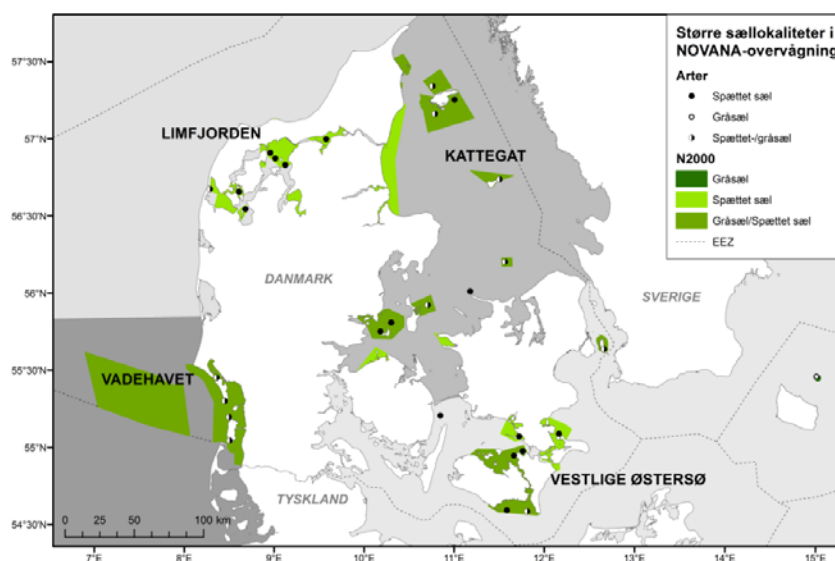 Større sællokaliteter i
NOVANA-overvågning
Arter
Spættet sæl
Gråsæl
Spættet-/gråsæl
N2000
Gråsæl
Spættet sæl
Gråsæl/Spættet sæl
EEZ
57°30'N
57°N
56°30'N
56°N
55°30'N
55°N
54°30'N
LIMFJORDEN
KATTEGAT
DANMARK
SVERIGE
VADEHAVET
VESTLIGE ØSTERSØ
TYSKLAND
0 25 50 100 km
7°E 8°E 9°E 10°E 11°E 12°E 13°E 14°E 15°E